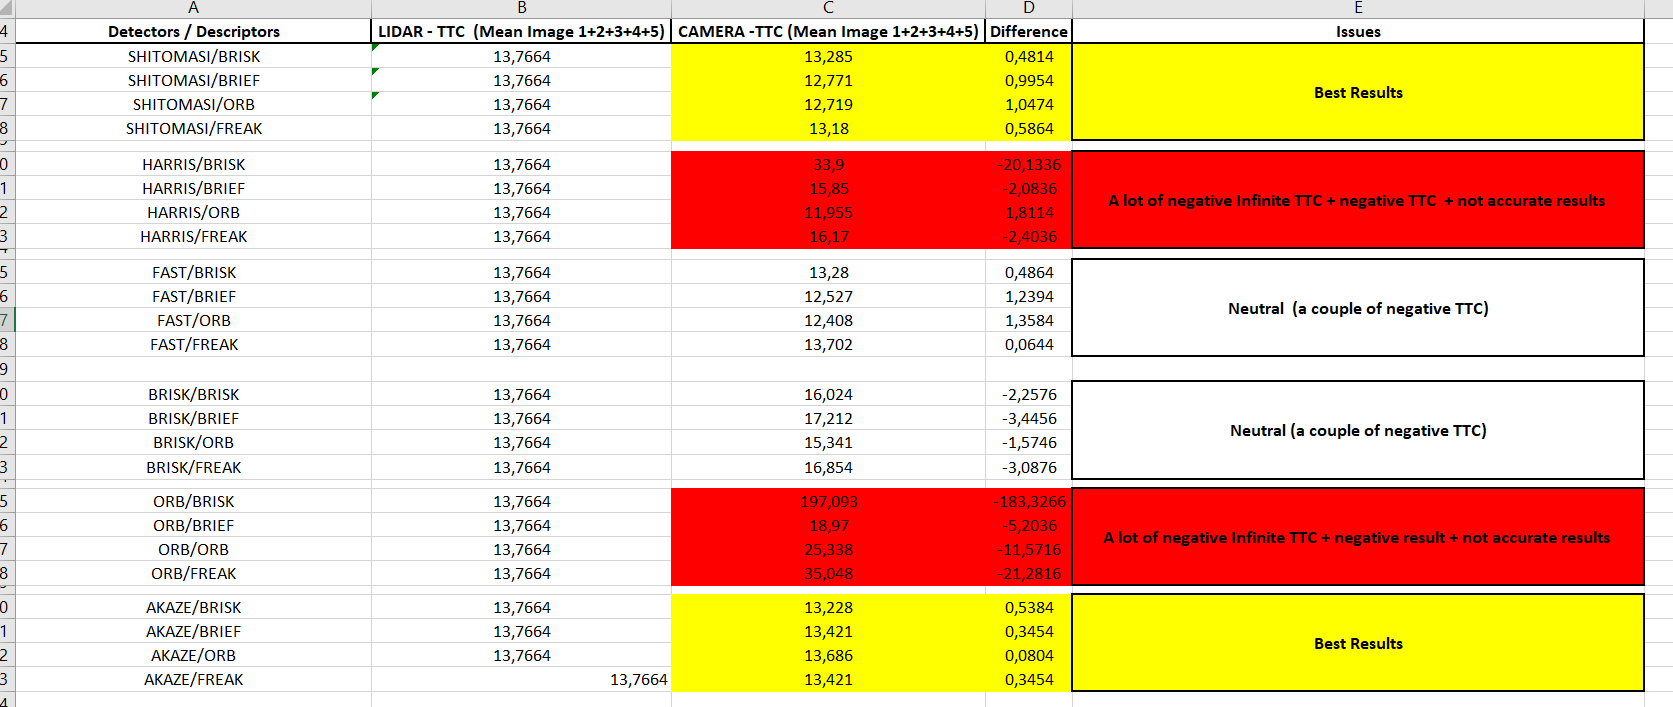 A B C D E
4 Detectors / Descriptors LIDAR - TTC (Mean Image 1+2+3+4+5) CAMERA -TTC (Mean Image 1+2+3+4+5) Difference Issues
5 SHITOMASI/BRISK 13,7664 13,285 0,4814
6 SHITOMASI/BRIEF 13,7664 12,771 0,9954
Best Results
7 SHITOMASI/ORB 13,7664 12,719 1,0474
8 SHITOMASI/FREAK 13,7664 13,18 0,5864
0 HARRIS/BRISK 13,7664 33,9 -20,1336
1 HARRIS/BRIEF 13,7664 15,85 -2,0836
A lot of negative Infinite TTC + negative TTC + not accurate results
2 HARRIS/ORB 13,7664 11,955 1,8114
3 HARRIS/FREAK 13,7664 16,17 -2,4036
5 FAST/BRISK 13,7664 13,28 0,4864
6 FAST/BRIEF 13,7664 12,527 1,2394
Neutral (a couple of negative TTC)
7 FAST/ORB 13,7664 12,408 1,3584
8 FAST/FREAK 13,7664 13,702 0,0644
9
0 BRISK/BRISK 13,7664 16,024 -2,2576
1 BRISK/BRIEF 13,7664 17,212 -3,4456
Neutral (a couple of negative TTC)
2 BRISK/ORB 13,7664 15,341 -1,5746
3 BRISK/FREAK 13,7664 16,854 -3,0876
5 ORB/BRISK 13,7664 197,093 -183,3266
6 ORB/BRIEF 13,7664 18,97 -5,2036
A lot of negative Infinite TTC + negative result + not accurate results
7 ORB/ORB 13,7664 25,338 -11,5716
8 ORB/FREAK 13,7664 35,048 -21,2816
0 AKAZE/BRISK 13,7664 13,228 0,5384
1 AKAZE/BRIEF 13,7664 13,421 0,3454
Best Results
2 AKAZE/ORB 13,7664 13,686 0,0804
3 AKAZE/FREAK 13,7664 13,421 0,3454
4